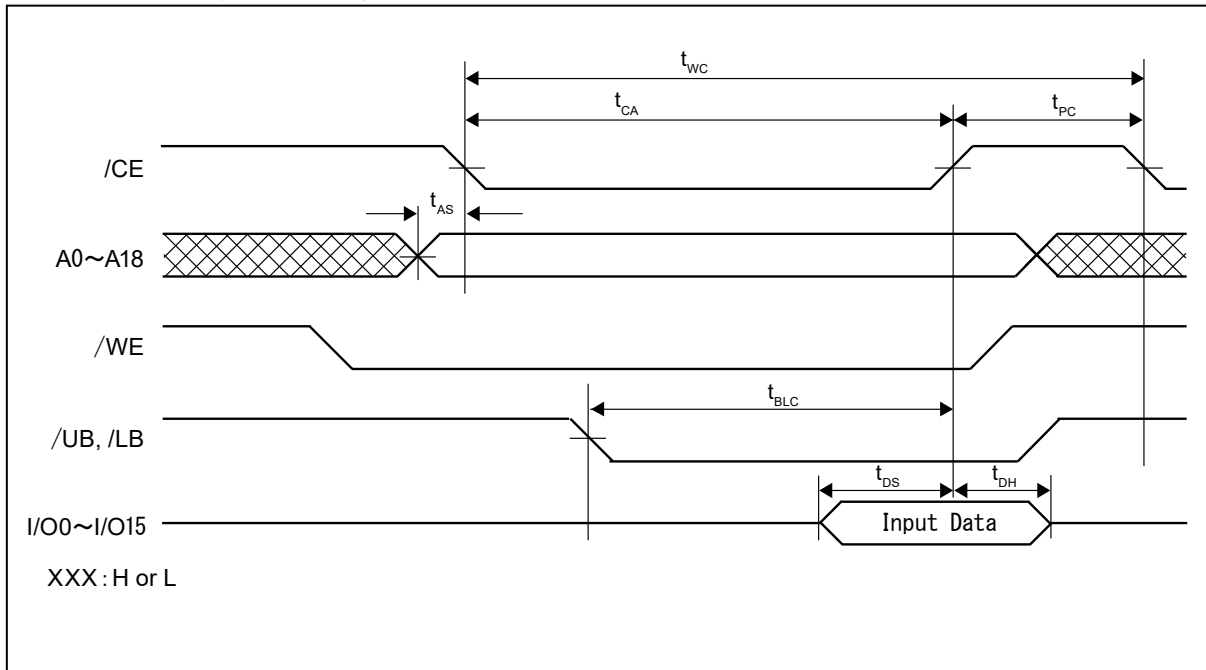 tWC
tCA
tPC
/CE
tAS
A0～A18
/WE
tBLC
/UB, /LB
tDS
tDH
I/O0～I/O15
Input Data
XXX : H or L